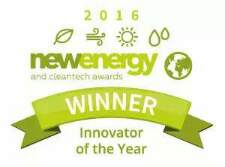 2016
newenergy
and cleantech awards
WINNER
Innovator
of the Year